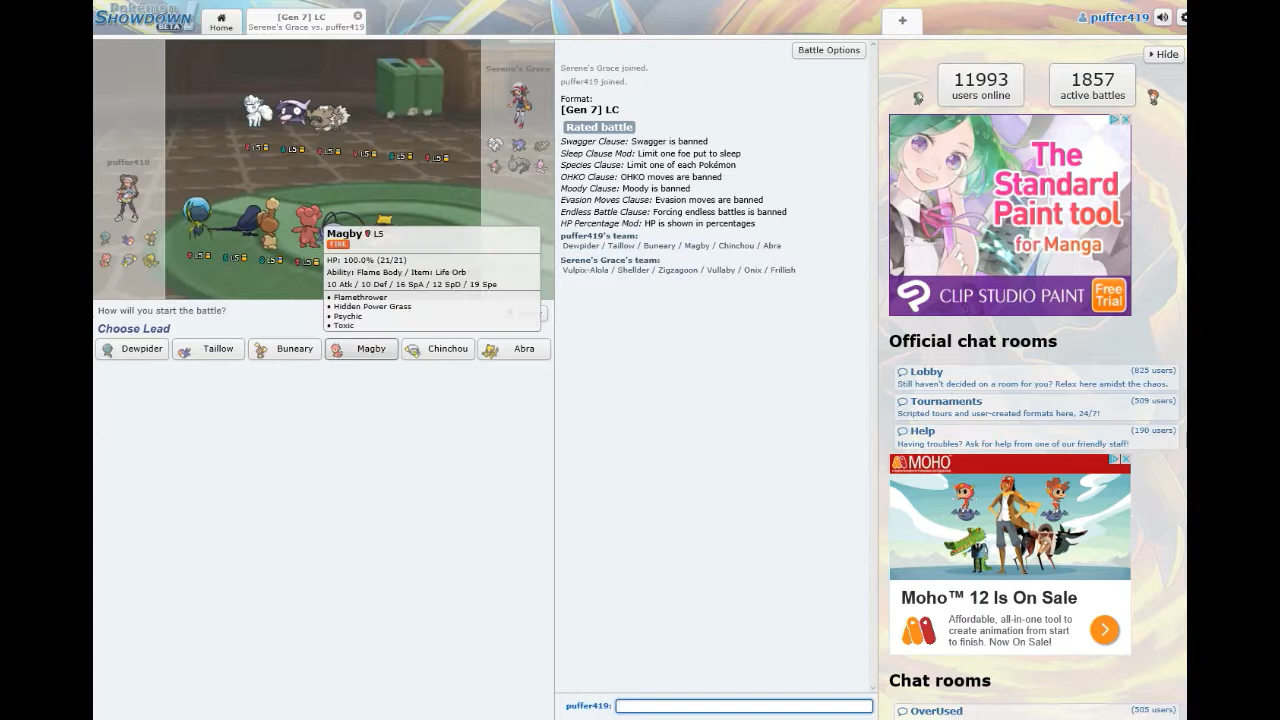 Pokémon
SHOWDOWN
BETA
Home
[Gen 7] LC
Serene's Grace vs. puffer419
+
puffer419
Serene's Grace
puffer419
L5 L5 L5 L5 L5 L5
L5 L5 L5 L5
Magby L5
FIRE
HP: 100.0% (21/21)
Ability: Flame Body / Item: Life Orb
10 Atk / 10 Def / 16 SpA / 12 SpD / 19 Spe
• Flamethrower
• Hidden Power Grass
• Psychic
• Toxic
How will you start the battle?
Choose Lead
Dewpider
Taillow
Buneary
Magby
Chinchou
Abra
Battle Options
Serene's Grace joined.
puffer419 joined.
Format:
[Gen 7] LC
Rated battle
Swagger Clause: Swagger is banned
Sleep Clause Mod: Limit one foe put to sleep
Species Clause: Limit one of each Pokémon
OHKO Clause: OHKO moves are banned
Moody Clause: Moody is banned
Evasion Moves Clause: Evasion moves are banned
Endless Battle Clause: Forcing endless battles is banned
HP Percentage Mod: HP is shown in percentages
puffer419's team:
Dewpider / Taillow / Buneary / Magby / Chinchou / Abra
Serene's Grace's team:
Vulpix-Alola / Shellder / Zigzagoon / Vullaby / Onix / Frillish
puffer419:
Hide
11993
users online
1857
active battles
The
Standard
Paint tool
for Manga
CLIP STUDIO PAINT
Free
Trial
Official chat rooms
Lobby (825 users)
Still haven't decided on a room for you? Relax here amidst the chaos.
Tournaments (509 users)
Scripted tours and user-created formats here, 24/7!
Help (190 users)
Having troubles? Ask for help from one of our friendly staff!
MOHO
Moho™ 12 Is On Sale
Affordable, all-in-one tool to
create animation from start
to finish. Now On Sale!
Chat rooms
OverUsed (505 users)